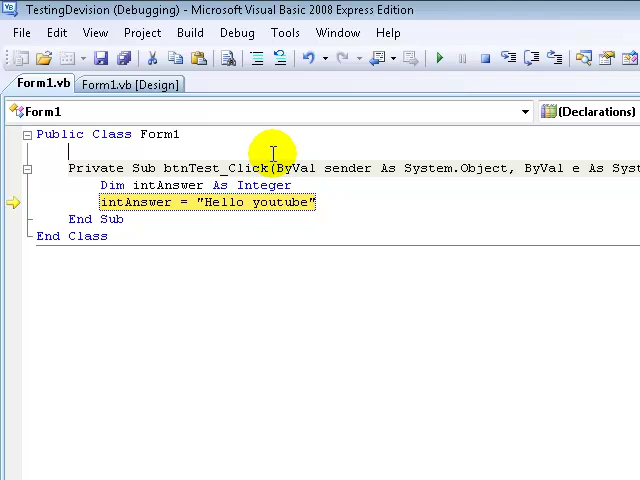 TestingDevision (Debugging) - Microsoft Visual Basic 2008 Express Edition
File Edit View Project Build Debug Tools Window Help
Form1.vb Form1.vb [Design]
Form1 (Declarations)
Public Class Form1
Private Sub btnTest_Click(ByVal sender As System.Object, ByVal e As Syst
Dim intAnswer As Integer
intAnswer = "Hello youtube"
End Sub
End Class